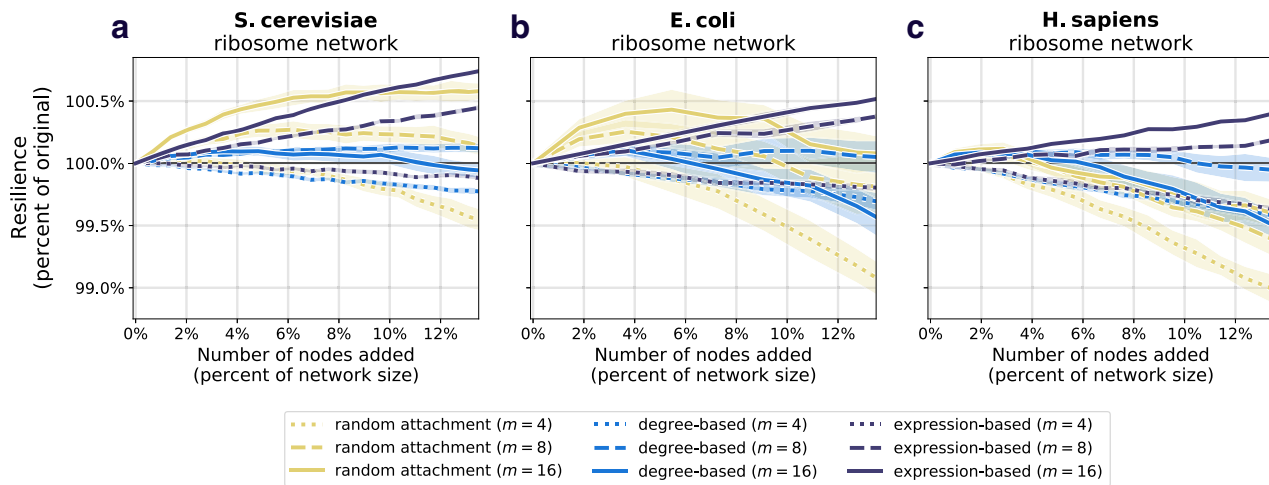 a
S. cerevisiae
ribosome network
b
E. coli
ribosome network
c
H. sapiens
ribosome network
Resilience
(percent of original)
100.5%
100.0%
99.5%
99.0%
0% 2% 4% 6% 8% 10% 12%
0% 2% 4% 6% 8% 10% 12%
0% 2% 4% 6% 8% 10% 12%
Number of nodes added
(percent of network size)
Number of nodes added
(percent of network size)
Number of nodes added
(percent of network size)
random attachment (m = 4)
random attachment (m = 8)
random attachment (m = 16)
degree-based (m = 4)
degree-based (m = 8)
degree-based (m = 16)
expression-based (m = 4)
expression-based (m = 8)
expression-based (m = 16)